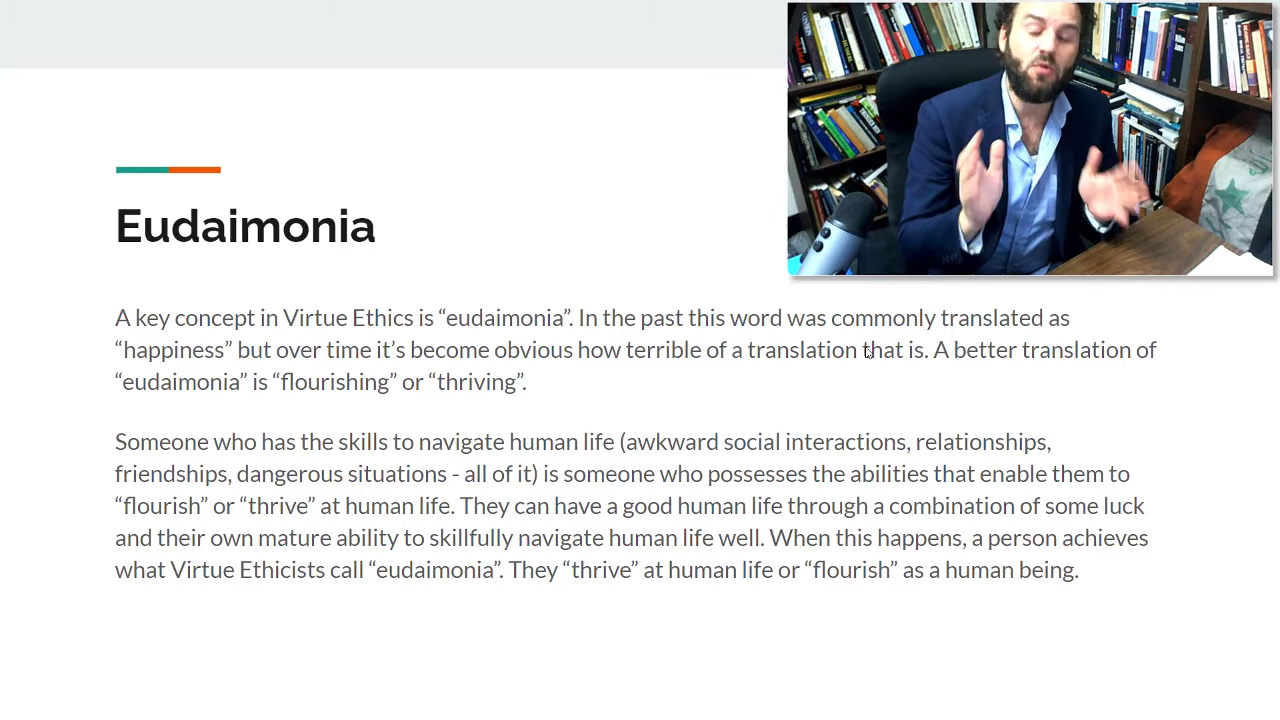 Eudaimonia
A key concept in Virtue Ethics is “eudaimonia”. In the past this word was commonly translated as
“happiness” but over time it’s become obvious how terrible of a translation that is. A better translation of
“eudaimonia” is “flourishing” or “thriving”.
Someone who has the skills to navigate human life (awkward social interactions, relationships,
friendships, dangerous situations - all of it) is someone who possesses the abilities that enable them to
“flourish” or “thrive” at human life. They can have a good human life through a combination of some luck
and their own mature ability to skillfully navigate human life well. When this happens, a person achieves
what Virtue Ethicists call “eudaimonia”. They “thrive” at human life or “flourish” as a human being.